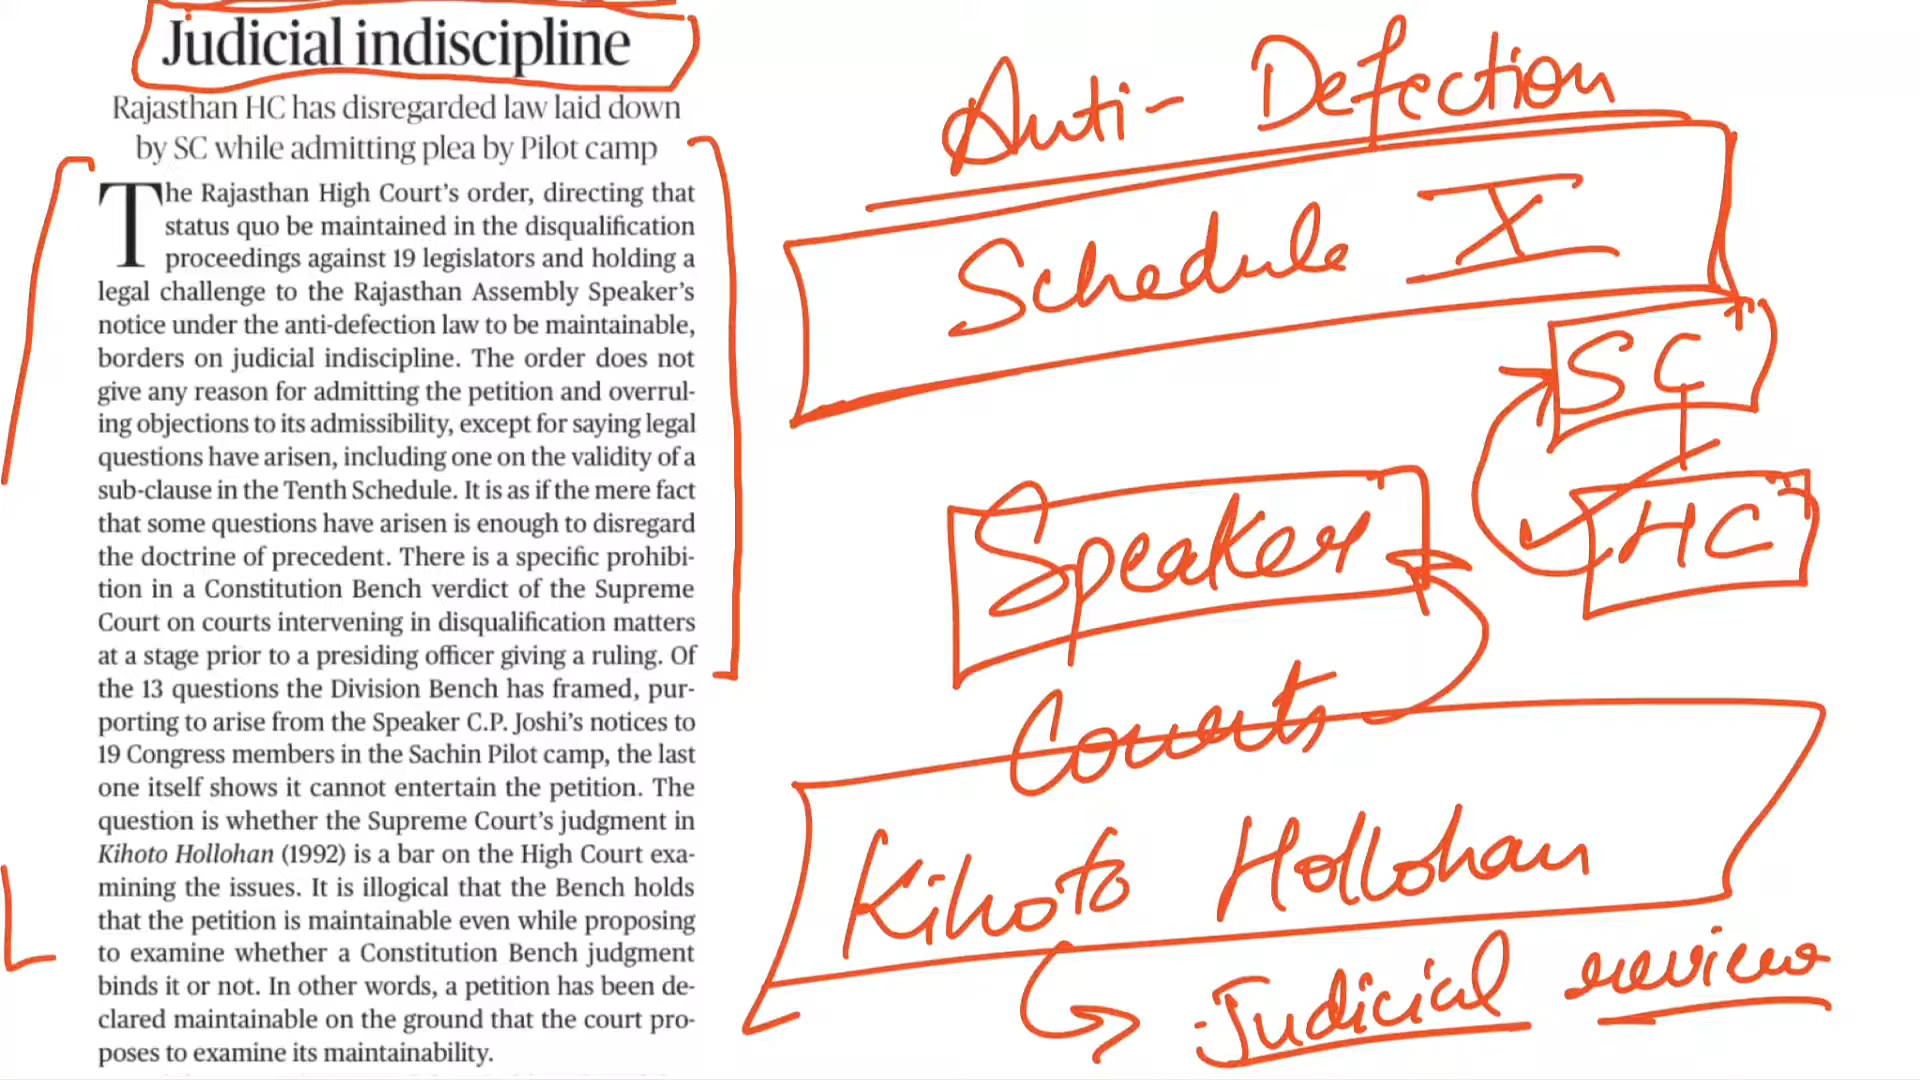 Judicial indiscipline
Rajasthan HC has disregarded law laid down
by SC while admitting plea by Pilot camp
The Rajasthan High Court's order, directing that
status quo be maintained in the disqualification
proceedings against 19 legislators and holding a
legal challenge to the Rajasthan Assembly Speaker's
notice under the anti-defection law to be maintainable,
borders on judicial indiscipline. The order does not
give any reason for admitting the petition and overrul-
ing objections to its admissibility, except for saying legal
questions have arisen, including one on the validity of a
sub-clause in the Tenth Schedule. It is as if the mere fact
that some questions have arisen is enough to disregard
the doctrine of precedent. There is a specific prohibi-
tion in a Constitution Bench verdict of the Supreme
Court on courts intervening in disqualification matters
at a stage prior to a presiding officer giving a ruling. Of
the 13 questions the Division Bench has framed, pur-
porting to arise from the Speaker C.P. Joshi's notices to
19 Congress members in the Sachin Pilot camp, the last
one itself shows it cannot entertain the petition. The
question is whether the Supreme Court's judgment in
Kihoto Hollohan (1992) is a bar on the High Court exa-
mining the issues. It is illogical that the Bench holds
that the petition is maintainable even while proposing
to examine whether a Constitution Bench judgment
binds it or not. In other words, a petition has been de-
clared maintainable on the ground that the court pro-
poses to examine its maintainability.
Anti-Defection
Schedule X
SC
HC
Speaker
Courts
Kihoto Hollohan
Judicial review